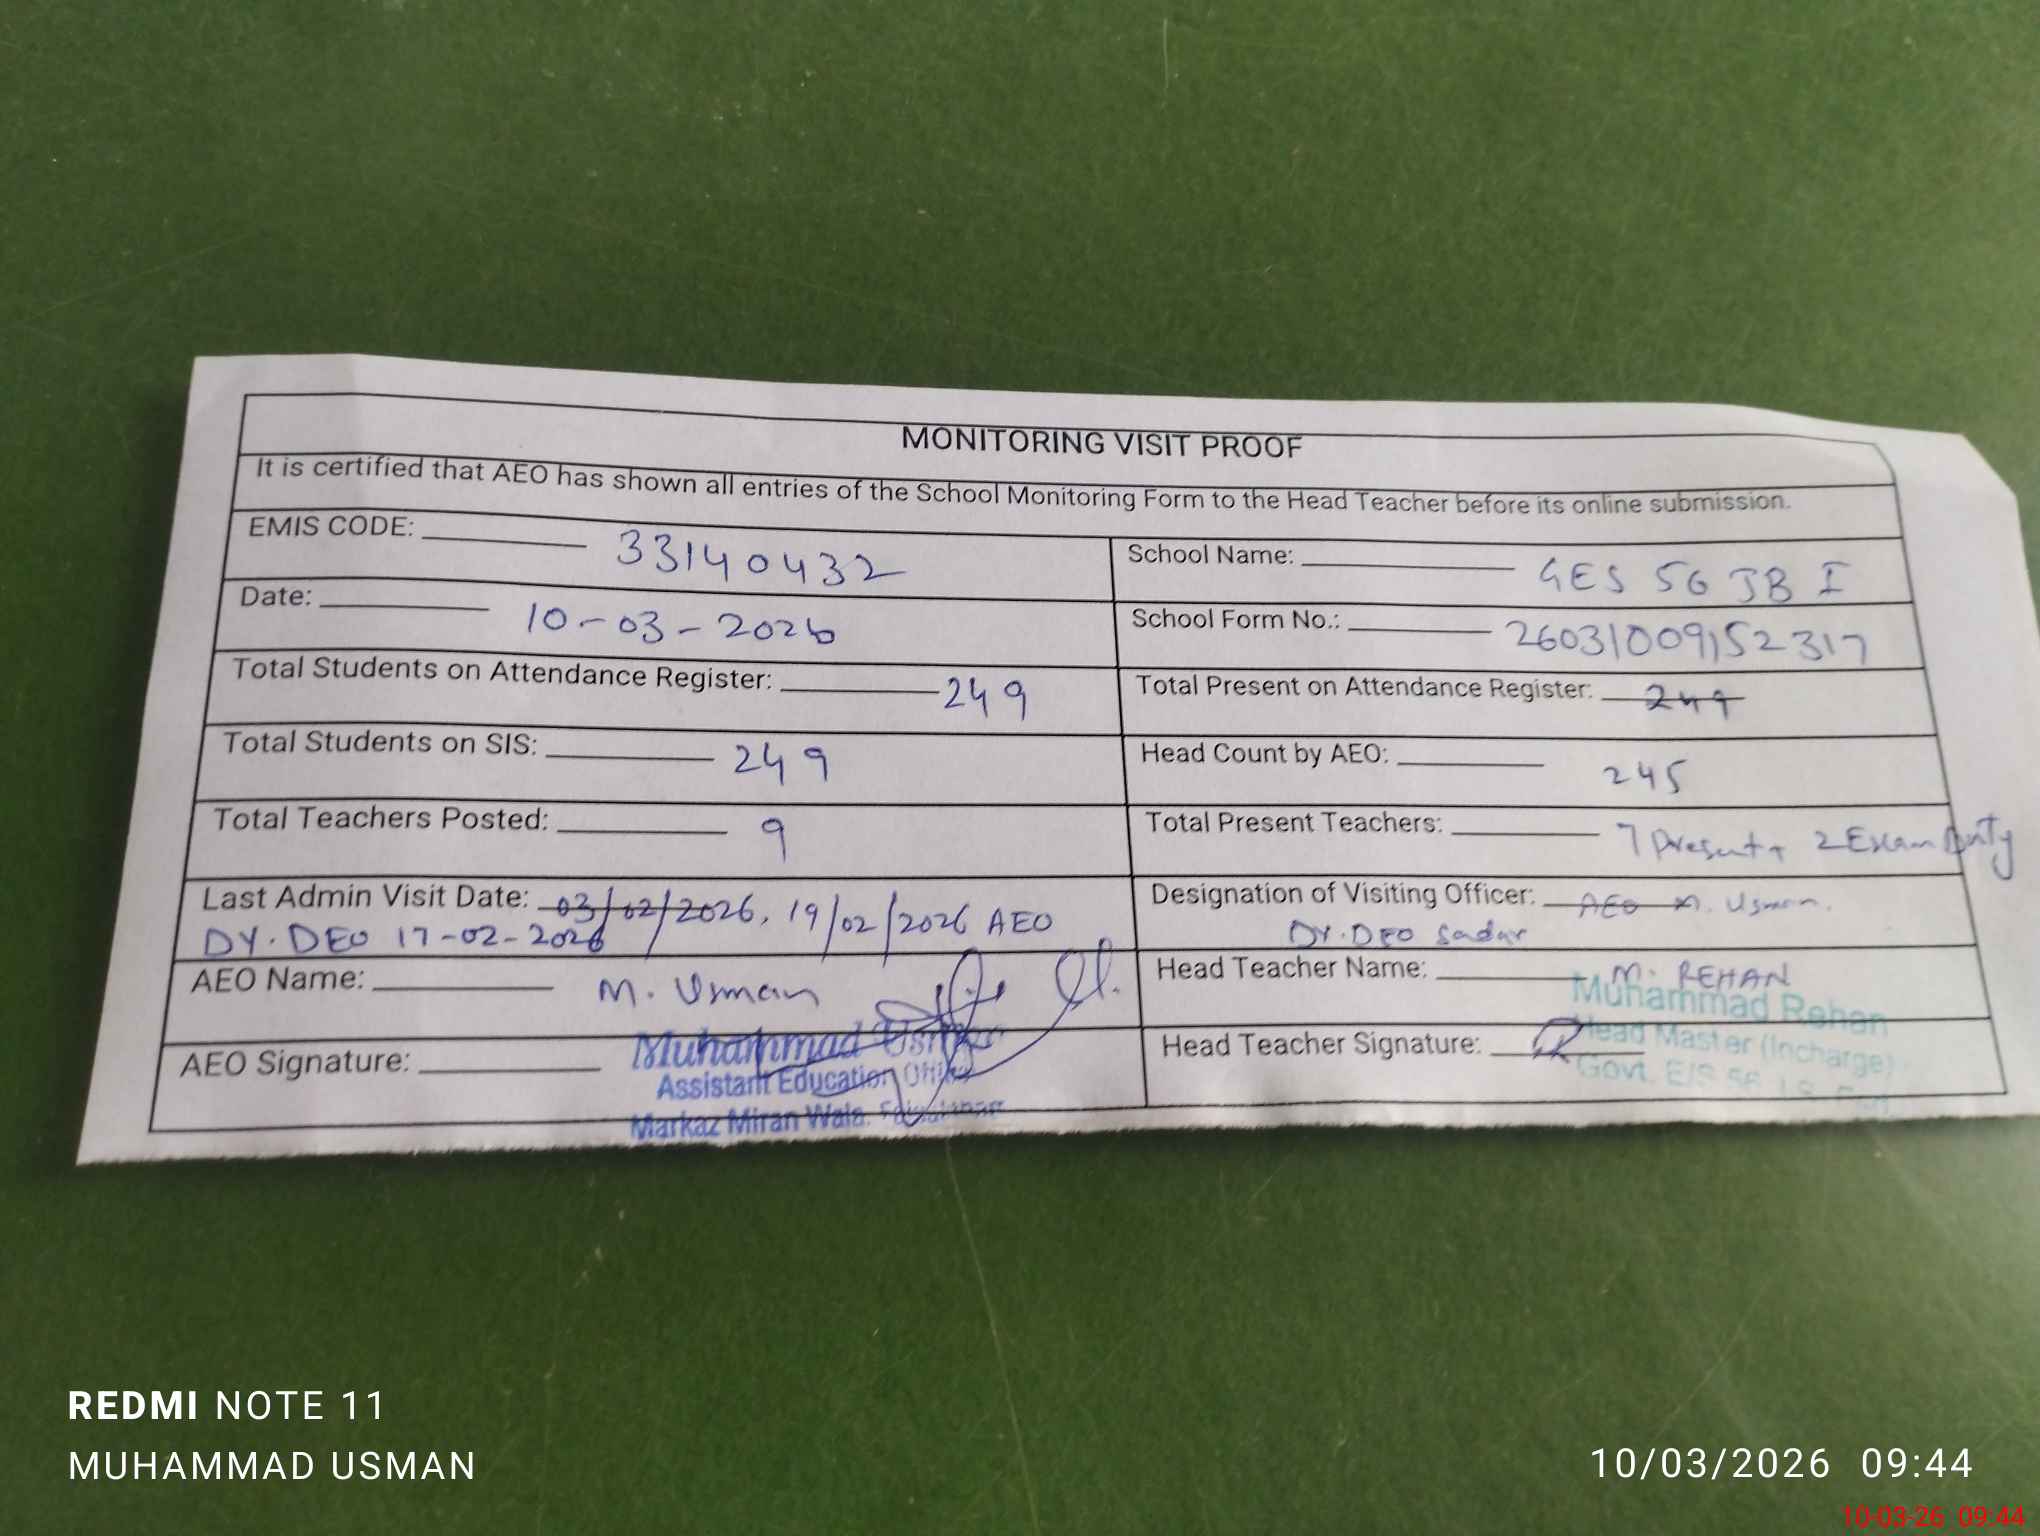 MONITORING VISIT PROOF
It is certified that AEO has shown all entries of the School Monitoring Form to the Head Teacher before its online submission.
EMIS CODE: 33140432
School Name: GES 56 JB I
Date: 10-03-2026
School Form No.: 26031009152317
Total Students on Attendance Register: 249
Total Present on Attendance Register: 249
Total Students on SIS: 249
Head Count by AEO: 245
Total Teachers Posted: 9
Total Present Teachers: 7 Present + 2 Exam Duty
Last Admin Visit Date: 03/02/2026, 19/02/2026 AEO
DY. DEO 17-02-2026
Designation of Visiting Officer: AEO M. Usman.
DY. DEO Sadar
AEO Name: M. Usman
Head Teacher Name: M. REHAN
Muhammad Rehan
AEO Signature:
Muhammad Usman
Assistant Education
Markaz Miran Wala
Head Teacher Signature:
Head Master (Incharge)
Govt. E/S 56
REDMI NOTE 11
MUHAMMAD USMAN
10/03/2026 09:44
10-03-26 09:44